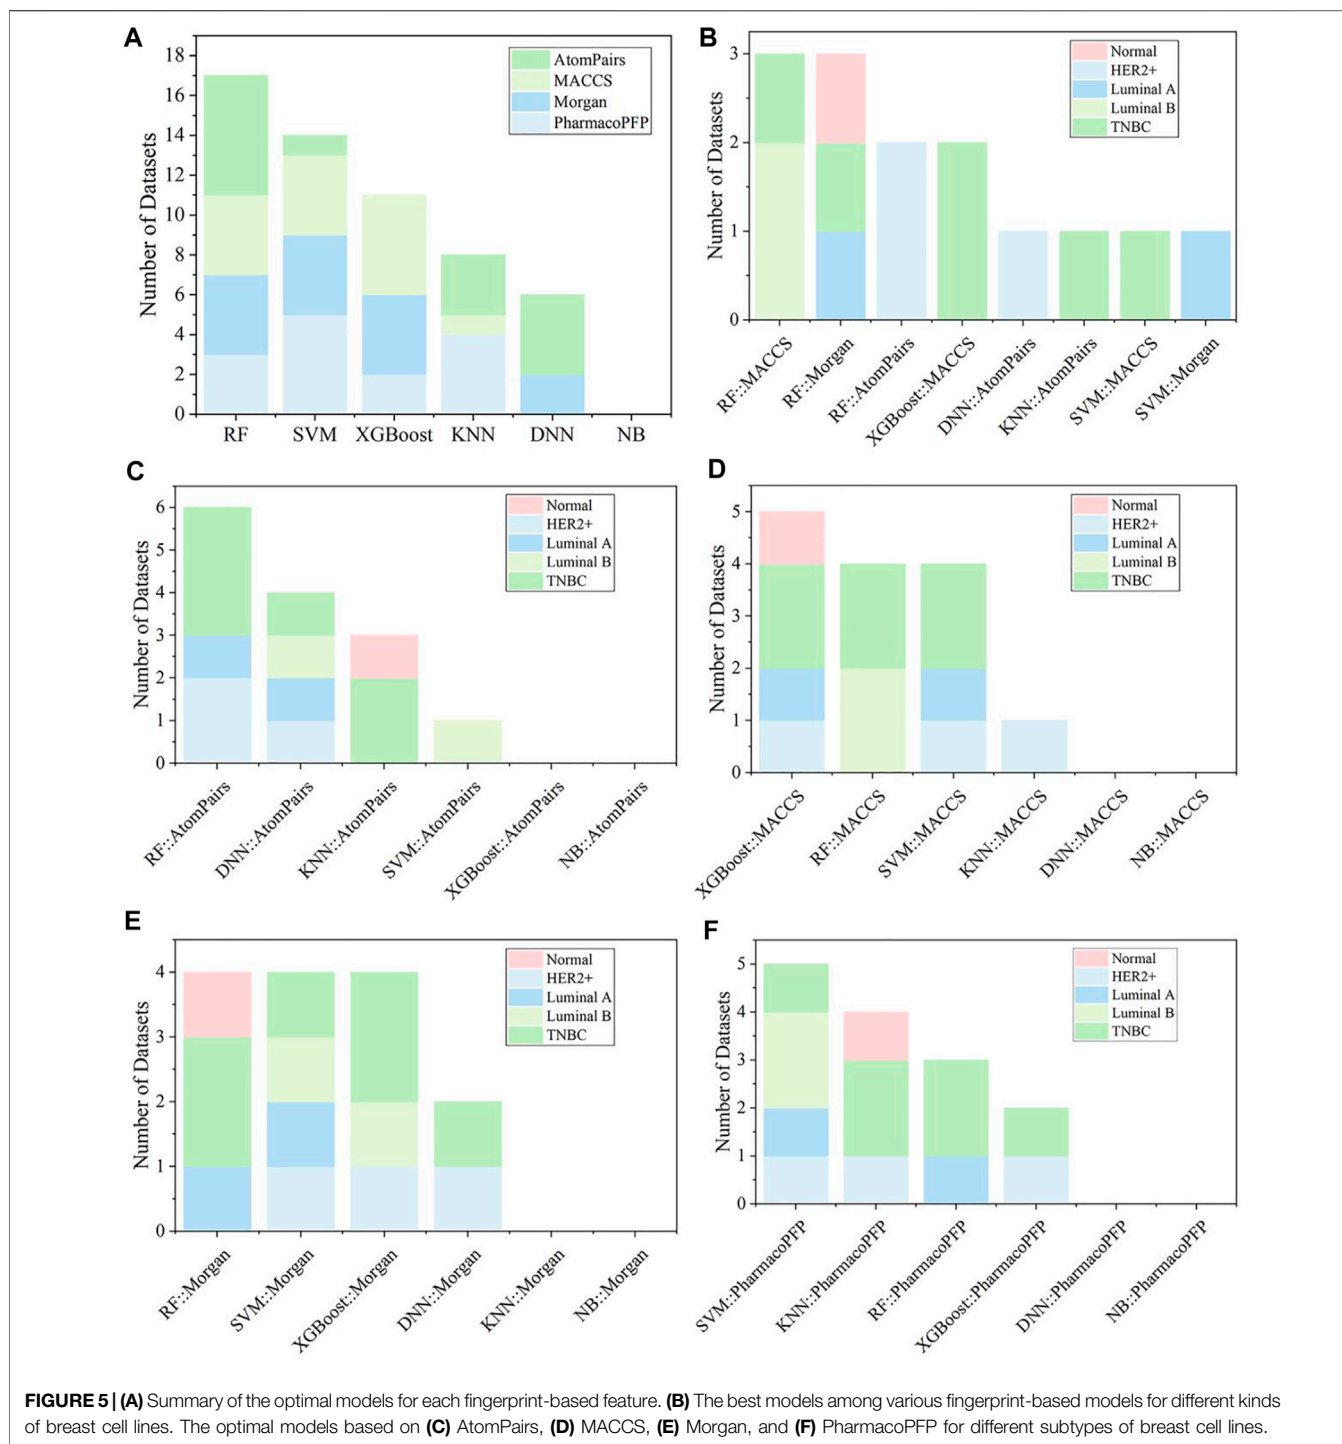 A
Number of Datasets
18
16
14
12
10
8
6
4
2
0
AtomPairs
MACCS
Morgan
PharmacoPFP
RF SVM XGBoost KNN DNN NB
B
Number of Datasets
3
2
1
0
Normal
HER2+
Luminal A
Luminal B
TNBC
RF::MACCS
RF::Morgan
RF::AtomPairs
XGBoost::MACCS
DNN::AtomPairs
KNN::AtomPairs
SVM::MACCS
SVM::Morgan
C
Number of Datasets
6
5
4
3
2
1
0
Normal
HER2+
Luminal A
Luminal B
TNBC
RF::AtomPairs
DNN::AtomPairs
KNN::AtomPairs
SVM::AtomPairs
XGBoost::AtomPairs
NB::AtomPairs
D
Number of Datasets
5
4
3
2
1
0
Normal
HER2+
Luminal A
Luminal B
TNBC
XGBoost::MACCS
RF::MACCS
SVM::MACCS
KNN::MACCS
DNN::MACCS
NB::MACCS
E
Number of Datasets
4
3
2
1
0
Normal
HER2+
Luminal A
Luminal B
TNBC
RF::Morgan
SVM::Morgan
XGBoost::Morgan
DNN::Morgan
KNN::Morgan
NB::Morgan
F
Number of Datasets
5
4
3
2
1
0
Normal
HER2+
Luminal A
Luminal B
TNBC
SVM::PharmacoPFP
KNN::PharmacoPFP
RF::PharmacoPFP
XGBoost::PharmacoPFP
DNN::PharmacoPFP
NB::PharmacoPFP
FIGURE 5 | (A) Summary of the optimal models for each fingerprint-based feature. (B) The best models among various fingerprint-based models for different kinds
of breast cell lines. The optimal models based on (C) AtomPairs, (D) MACCS, (E) Morgan, and (F) PharmacoPFP for different subtypes of breast cell lines.